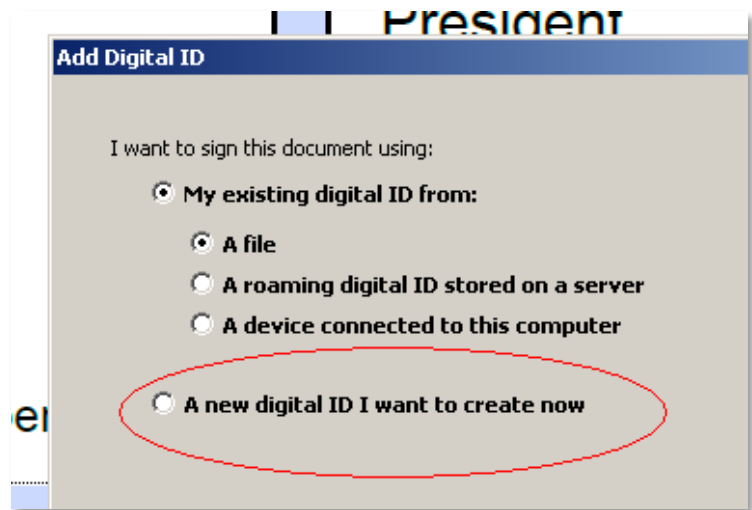 President
Add Digital ID
I want to sign this document using:
My existing digital ID from:
A file
A roaming digital ID stored on a server
A device connected to this computer
A new digital ID I want to create now